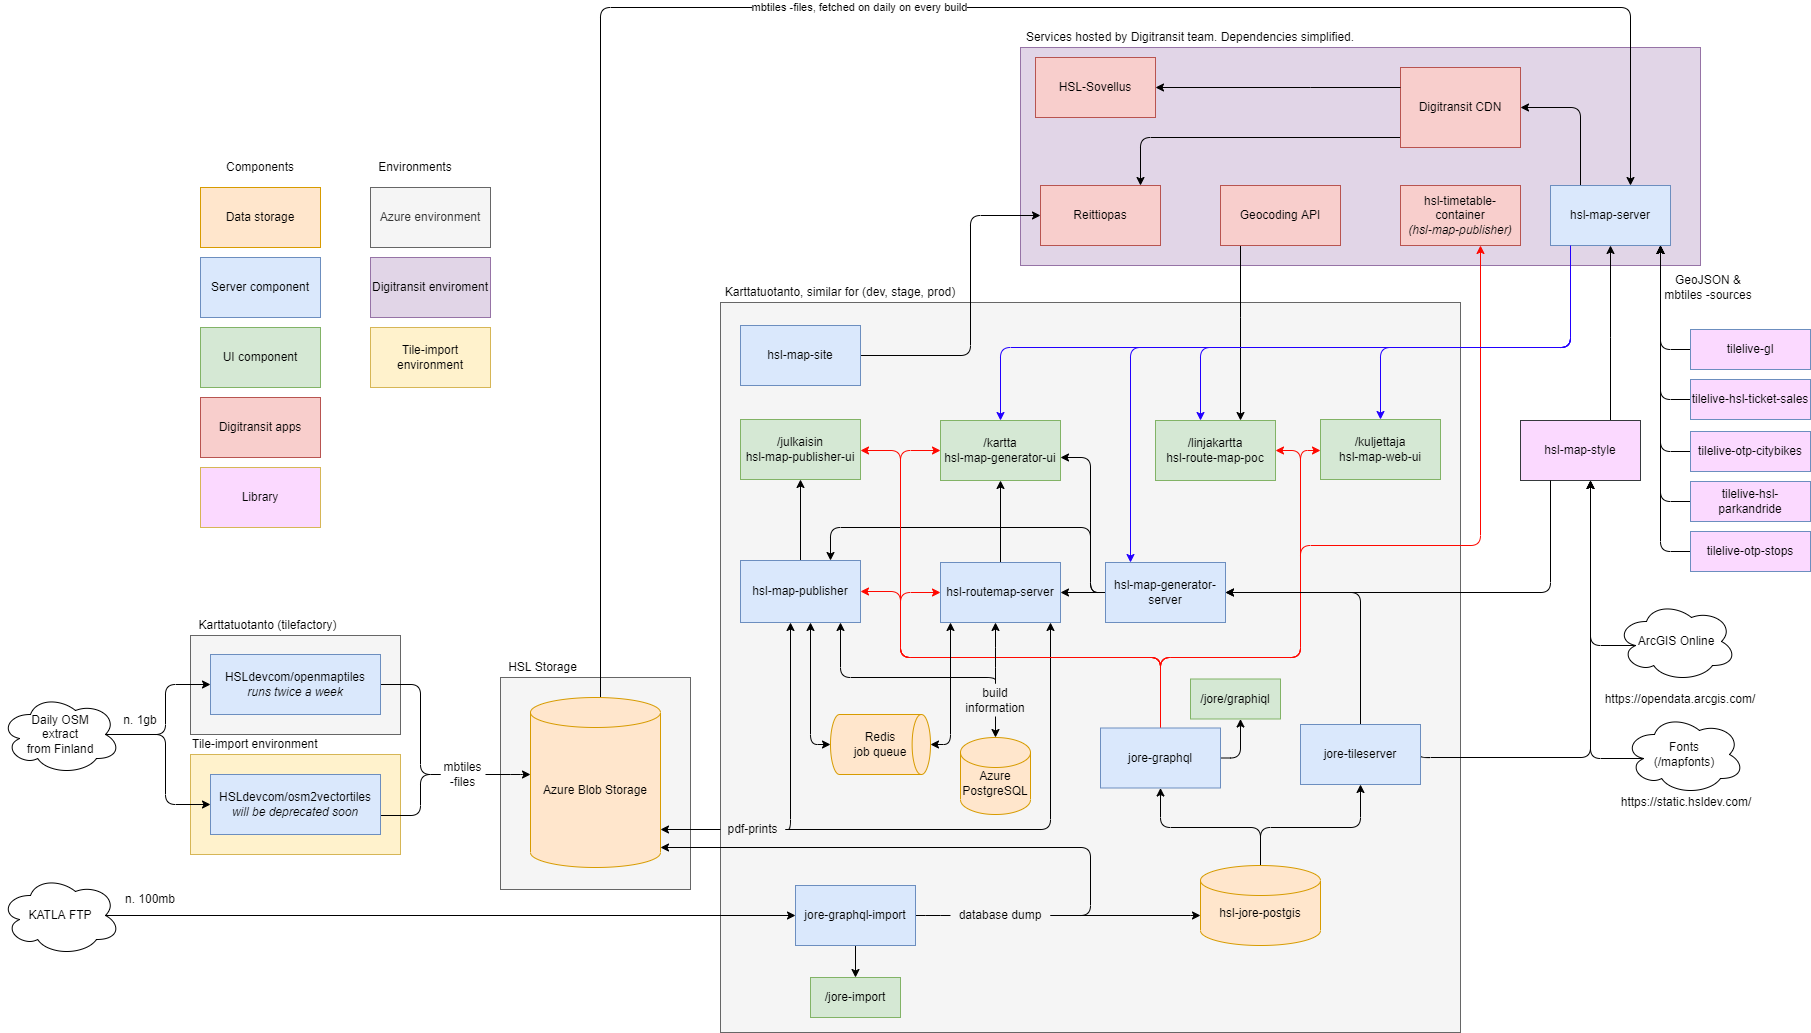 mbtiles -files, fetched on daily on every build
Services hosted by Digitransit team. Dependencies simplified.
HSL-Sovellus
Digitransit CDN
Reittiopas
Geocoding API
hsl-timetable-
container
(hsl-map-publisher)
hsl-map-server
Components
Environments
Data storage
Azure environment
Server component
Digitransit enviroment
UI component
Tile-import
environment
Digitransit apps
Library
GeoJSON &
mbtiles -sources
tilelive-gl
tilelive-hsl-ticket-sales
tilelive-otp-citybikes
tilelive-hsl-
parkandride
tilelive-otp-stops
Karttatuotanto, similar for (dev, stage, prod)
hsl-map-site
/julkaisin
hsl-map-publisher-ui
/kartta
hsl-map-generator-ui
/linjakartta
hsl-route-map-poc
/kuljettaja
hsl-map-web-ui
hsl-map-style
hsl-map-publisher
hsl-routemap-server
hsl-map-generator-
server
Karttatuotanto (tilefactory)
HSLdevcom/openmaptiles
runs twice a week
Daily OSM
extract
from Finland
n. 1gb
Tile-import environment
HSLdevcom/osm2vectortiles
will be deprecated soon
mbtiles
-files
HSL Storage
Azure Blob Storage
build
information
Redis
job queue
Azure
PostgreSQL
/jore/graphiql
jore-graphql
jore-tileserver
ArcGIS Online
https://opendata.arcgis.com/
Fonts
(/mapfonts)
https://static.hsldev.com/
pdf-prints
KATLA FTP
n. 100mb
jore-graphql-import
database dump
hsl-jore-postgis
/jore-import